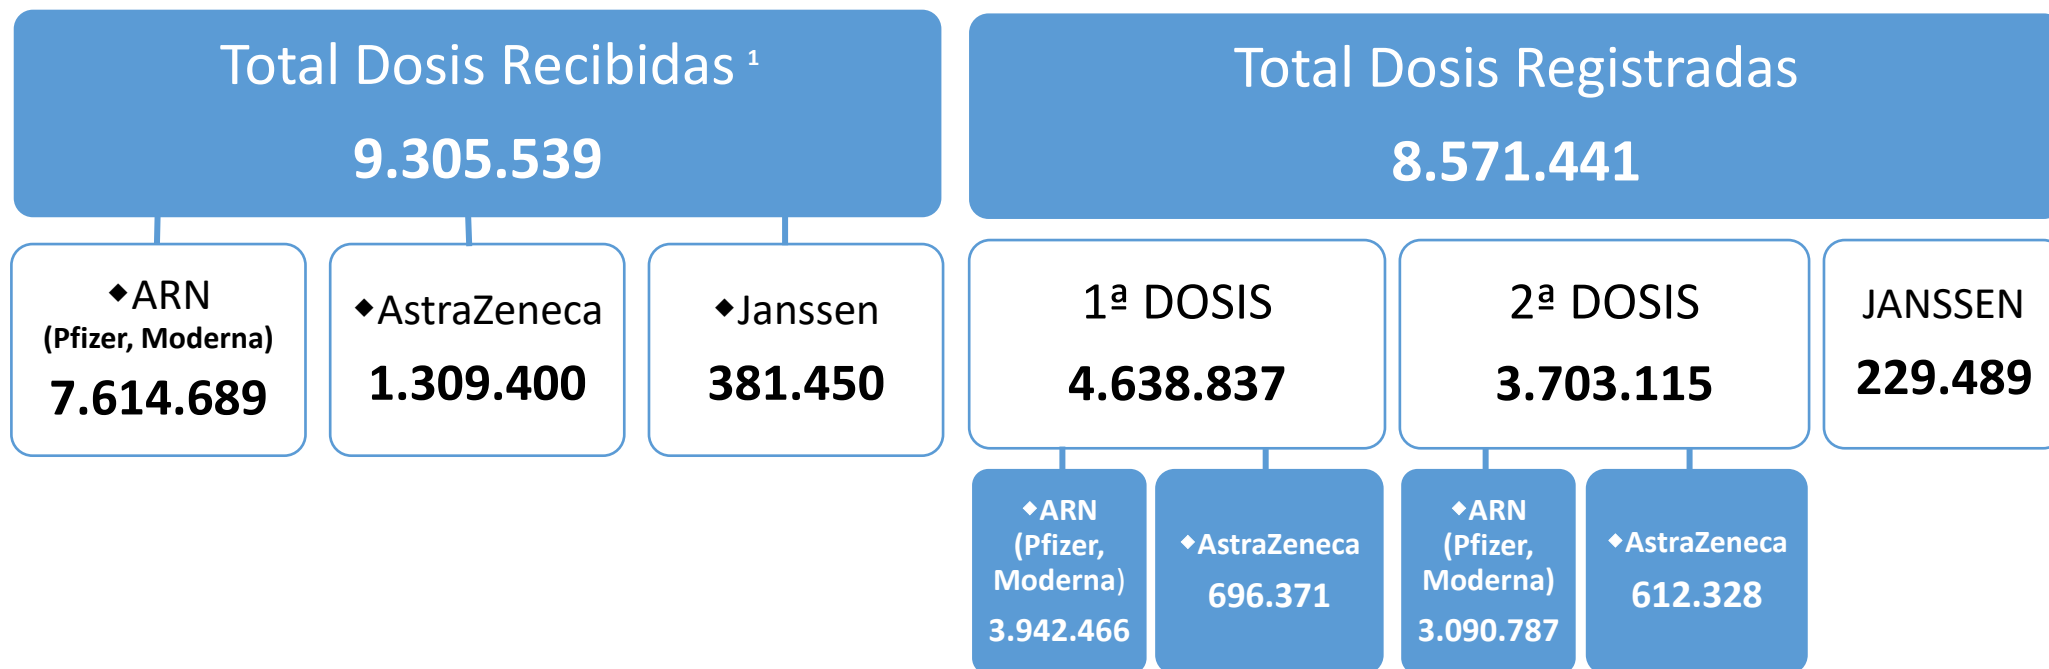 Total Dosis Recibidas ¹
9.305.539
◆ARN
(Pfizer, Moderna)
7.614.689
◆AstraZeneca
1.309.400
◆Janssen
381.450
Total Dosis Registradas
8.571.441
1ª DOSIS
4.638.837
2ª DOSIS
3.703.115
JANSSEN
229.489
◆ARN
(Pfizer,
Moderna)
3.942.466
◆AstraZeneca
696.371
◆ARN
(Pfizer,
Moderna)
3.090.787
◆AstraZeneca
612.328